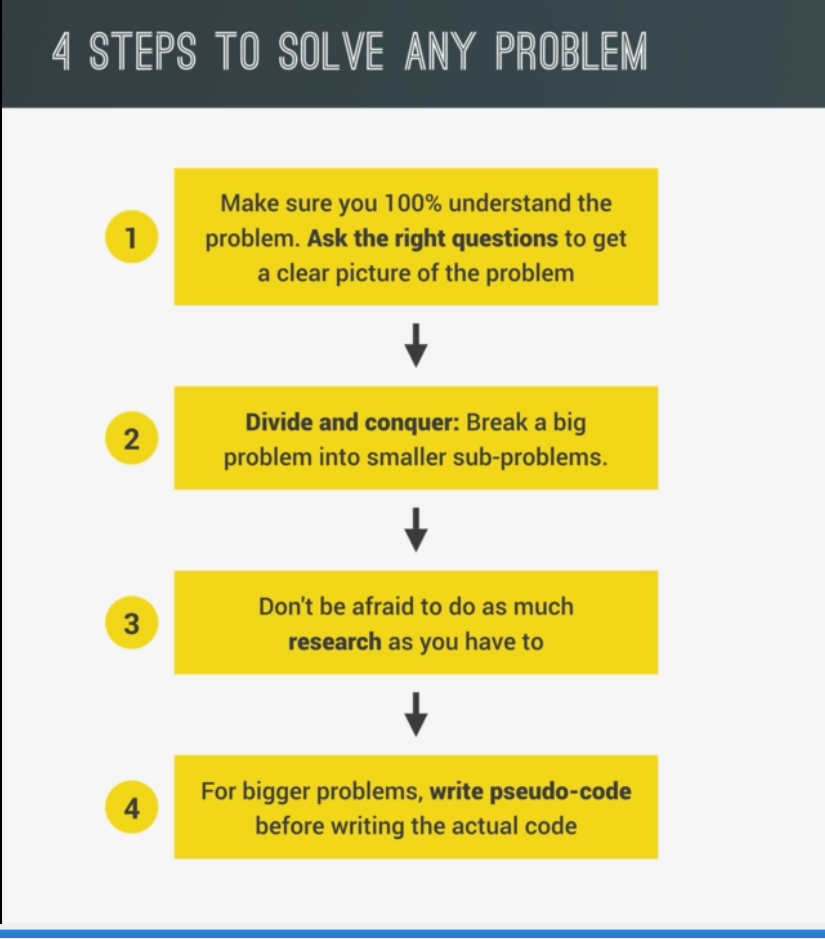 4 STEPS TO SOLVE ANY PROBLEM
1
Make sure you 100% understand the
problem. Ask the right questions to get
a clear picture of the problem
2
Divide and conquer: Break a big
problem into smaller sub-problems.
3
Don't be afraid to do as much
research as you have to
4
For bigger problems, write pseudo-code
before writing the actual code